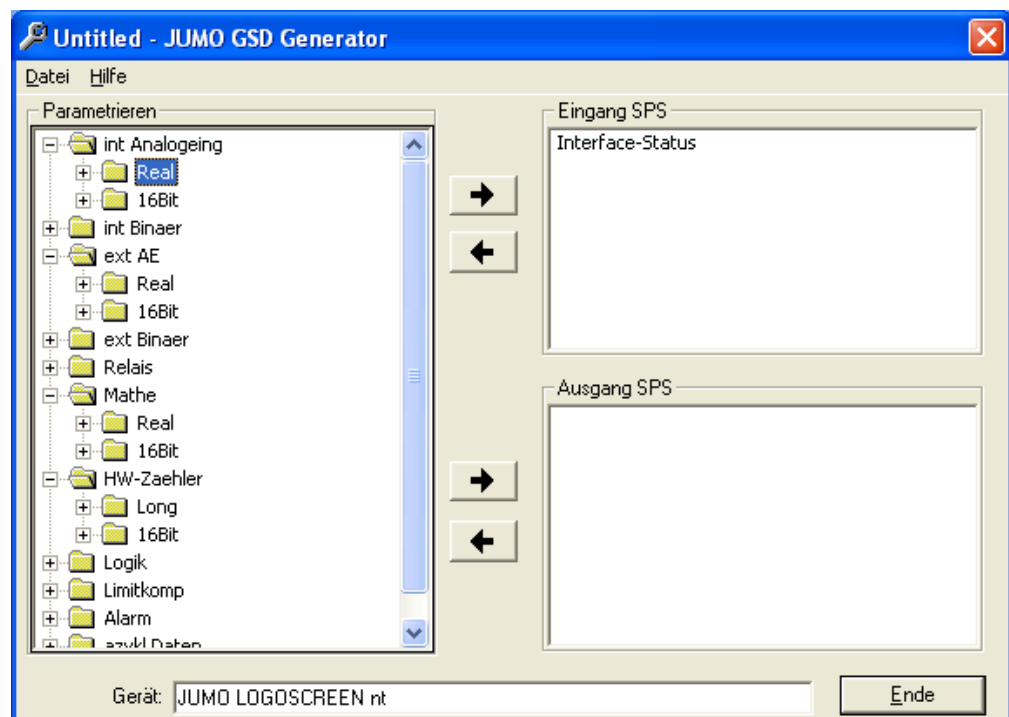 Untitled - JUMO GSD Generator
Datei Hilfe
Parametrieren
int Analogeing
Real
16Bit
int Binaer
ext AE
Real
16Bit
ext Binaer
Relais
Mathe
Real
16Bit
HW-Zaehler
Long
16Bit
Logik
Limitkomp
Alarm
azykl Daten
Eingang SPS
Interface-Status
Ausgang SPS
Gerät: JUMO LOGOSCREEN nt
Ende